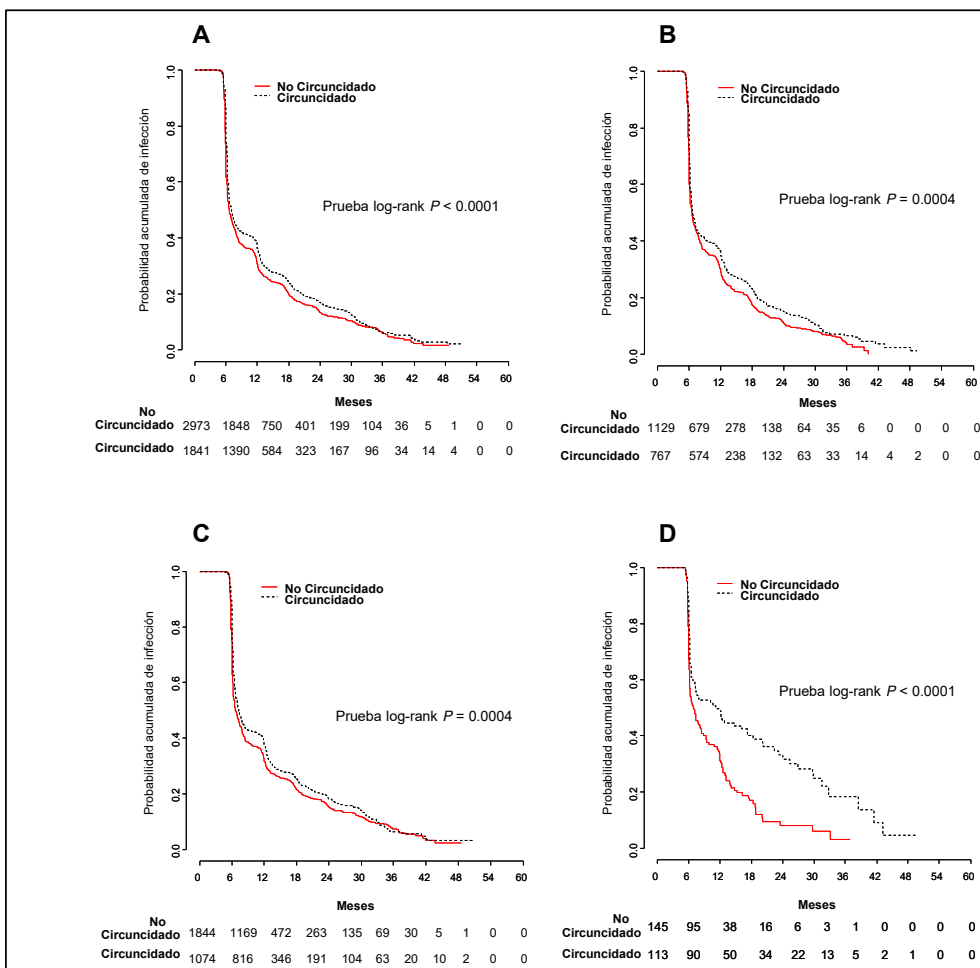 A
Probabilidad acumulada de infección
1.0
0.8
0.6
0.4
0.2
0.0
No Circuncidado
Circuncidado
Prueba log-rank P < 0.0001
0 6 12 18 24 30 36 42 48 54 60
Meses
No
Circuncidado 2973 1848 750 401 199 104 36 5 1 0 0
Circuncidado 1841 1390 584 323 167 96 34 14 4 0 0
B
Probabilidad acumulada de infección
1.0
0.8
0.6
0.4
0.2
0.0
No Circuncidado
Circuncidado
Prueba log-rank P = 0.0004
0 6 12 18 24 30 36 42 48 54 60
Meses
No
Circuncidado 1129 679 278 138 64 35 6 0 0 0 0
Circuncidado 767 574 238 132 63 33 14 4 2 0 0
C
Probabilidad acumulada de infección
1.0
0.8
0.6
0.4
0.2
0.0
No Circuncidado
Circuncidado
Prueba log-rank P = 0.0004
0 6 12 18 24 30 36 42 48 54 60
Meses
No
Circuncidado 1844 1169 472 263 135 69 30 5 1 0 0
Circuncidado 1074 816 346 191 104 63 20 10 2 0 0
D
Probabilidad acumulada de infección
1.0
0.8
0.6
0.4
0.2
0.0
No Circuncidado
Circuncidado
Prueba log-rank P < 0.0001
0 6 12 18 24 30 36 42 48 54 60
Meses
No
Circuncidado 145 95 38 16 6 3 1 0 0 0 0
Circuncidado 113 90 50 34 22 13 5 2 1 0 0